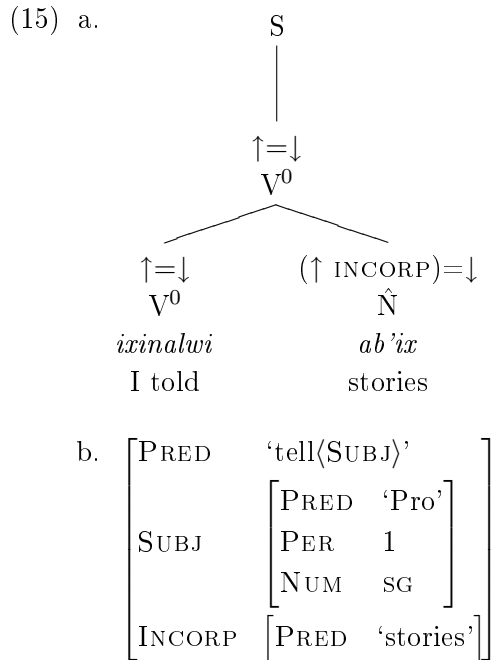 (15) a. S
↑=↓
V⁰
↑=↓ (↑ INCORP)=↓
V⁰ N̂
ixinalwi ab'ix
I told stories
b. PRED ‘tell⟨SUBJ⟩’
PRED ‘Pro’
SUBJ PER 1
NUM SG
INCORP [PRED ‘stories’]